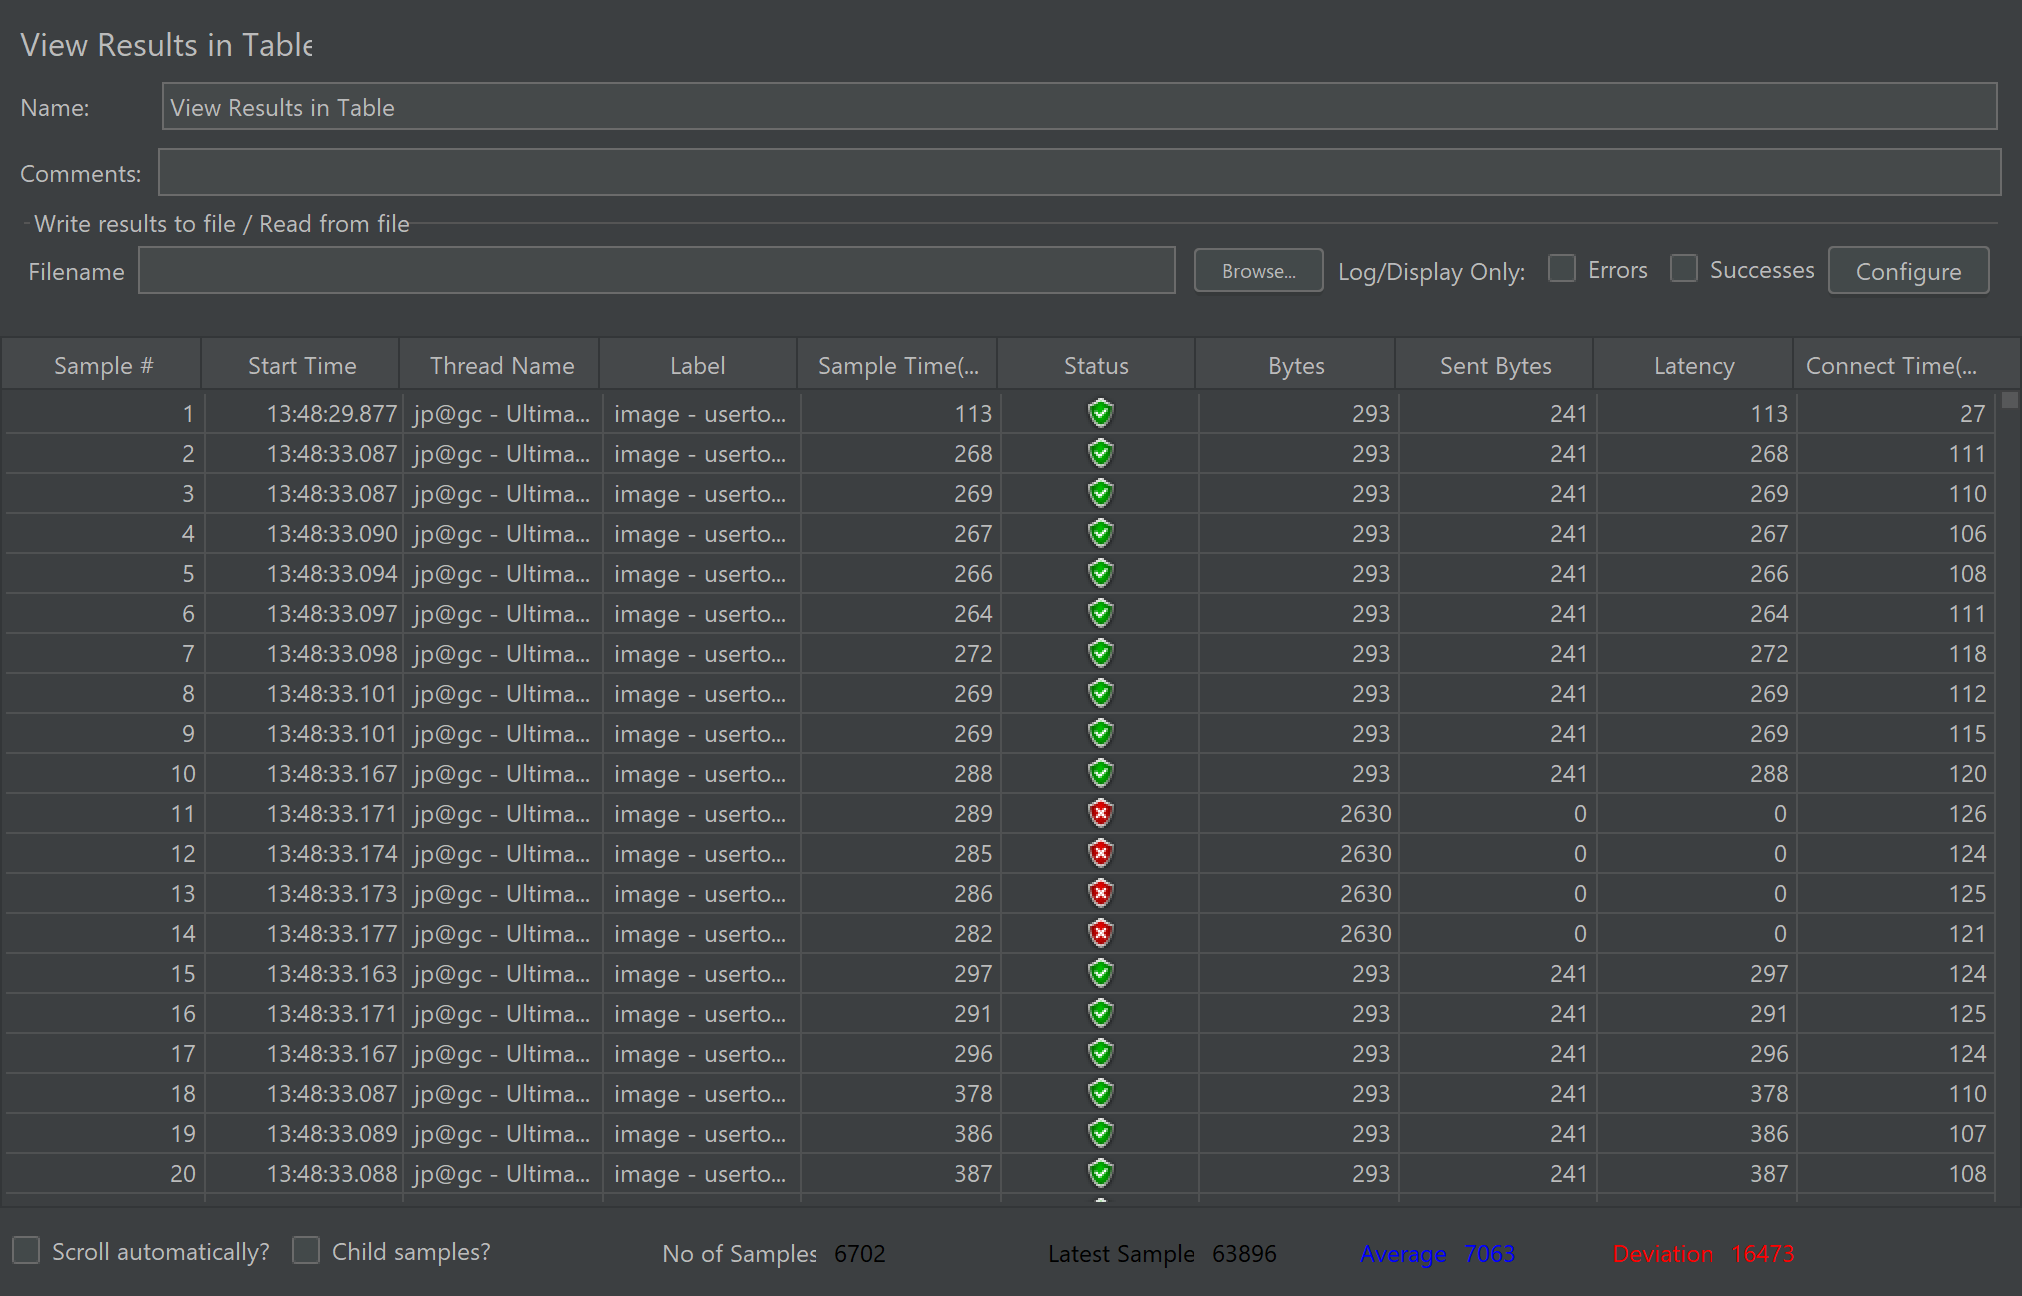 View Results in Table
Name: View Results in Table
Comments:
Write results to file / Read from file
Filename Browse... Log/Display Only: Errors Successes Configure
Sample # Start Time Thread Name Label Sample Time(... Status Bytes Sent Bytes Latency Connect Time(...
1 13:48:29.877 jp@gc - Ultima... image - userto... 113 293 241 113 27
2 13:48:33.087 jp@gc - Ultima... image - userto... 268 293 241 268 111
3 13:48:33.087 jp@gc - Ultima... image - userto... 269 293 241 269 110
4 13:48:33.090 jp@gc - Ultima... image - userto... 267 293 241 267 106
5 13:48:33.094 jp@gc - Ultima... image - userto... 266 293 241 266 108
6 13:48:33.097 jp@gc - Ultima... image - userto... 264 293 241 264 111
7 13:48:33.098 jp@gc - Ultima... image - userto... 272 293 241 272 118
8 13:48:33.101 jp@gc - Ultima... image - userto... 269 293 241 269 112
9 13:48:33.101 jp@gc - Ultima... image - userto... 269 293 241 269 115
10 13:48:33.167 jp@gc - Ultima... image - userto... 288 293 241 288 120
11 13:48:33.171 jp@gc - Ultima... image - userto... 289 2630 0 0 126
12 13:48:33.174 jp@gc - Ultima... image - userto... 285 2630 0 0 124
13 13:48:33.173 jp@gc - Ultima... image - userto... 286 2630 0 0 125
14 13:48:33.177 jp@gc - Ultima... image - userto... 282 2630 0 0 121
15 13:48:33.163 jp@gc - Ultima... image - userto... 297 293 241 297 124
16 13:48:33.171 jp@gc - Ultima... image - userto... 291 293 241 291 125
17 13:48:33.167 jp@gc - Ultima... image - userto... 296 293 241 296 124
18 13:48:33.087 jp@gc - Ultima... image - userto... 378 293 241 378 110
19 13:48:33.089 jp@gc - Ultima... image - userto... 386 293 241 386 107
20 13:48:33.088 jp@gc - Ultima... image - userto... 387 293 241 387 108
Scroll automatically? Child samples? No of Samples 6702 Latest Sample 63896 Average 7063 Deviation 16473